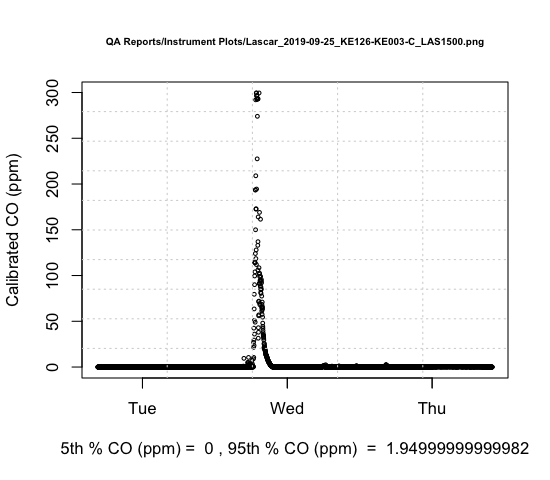 QA Reports/Instrument Plots/Lascar_2019-09-25_KE126-KE003-C_LAS1500.png
Calibrated CO (ppm)
300
250
200
150
100
50
0
Tue Wed Thu
5th % CO (ppm) = 0 , 95th % CO (ppm) = 1.94999999999982